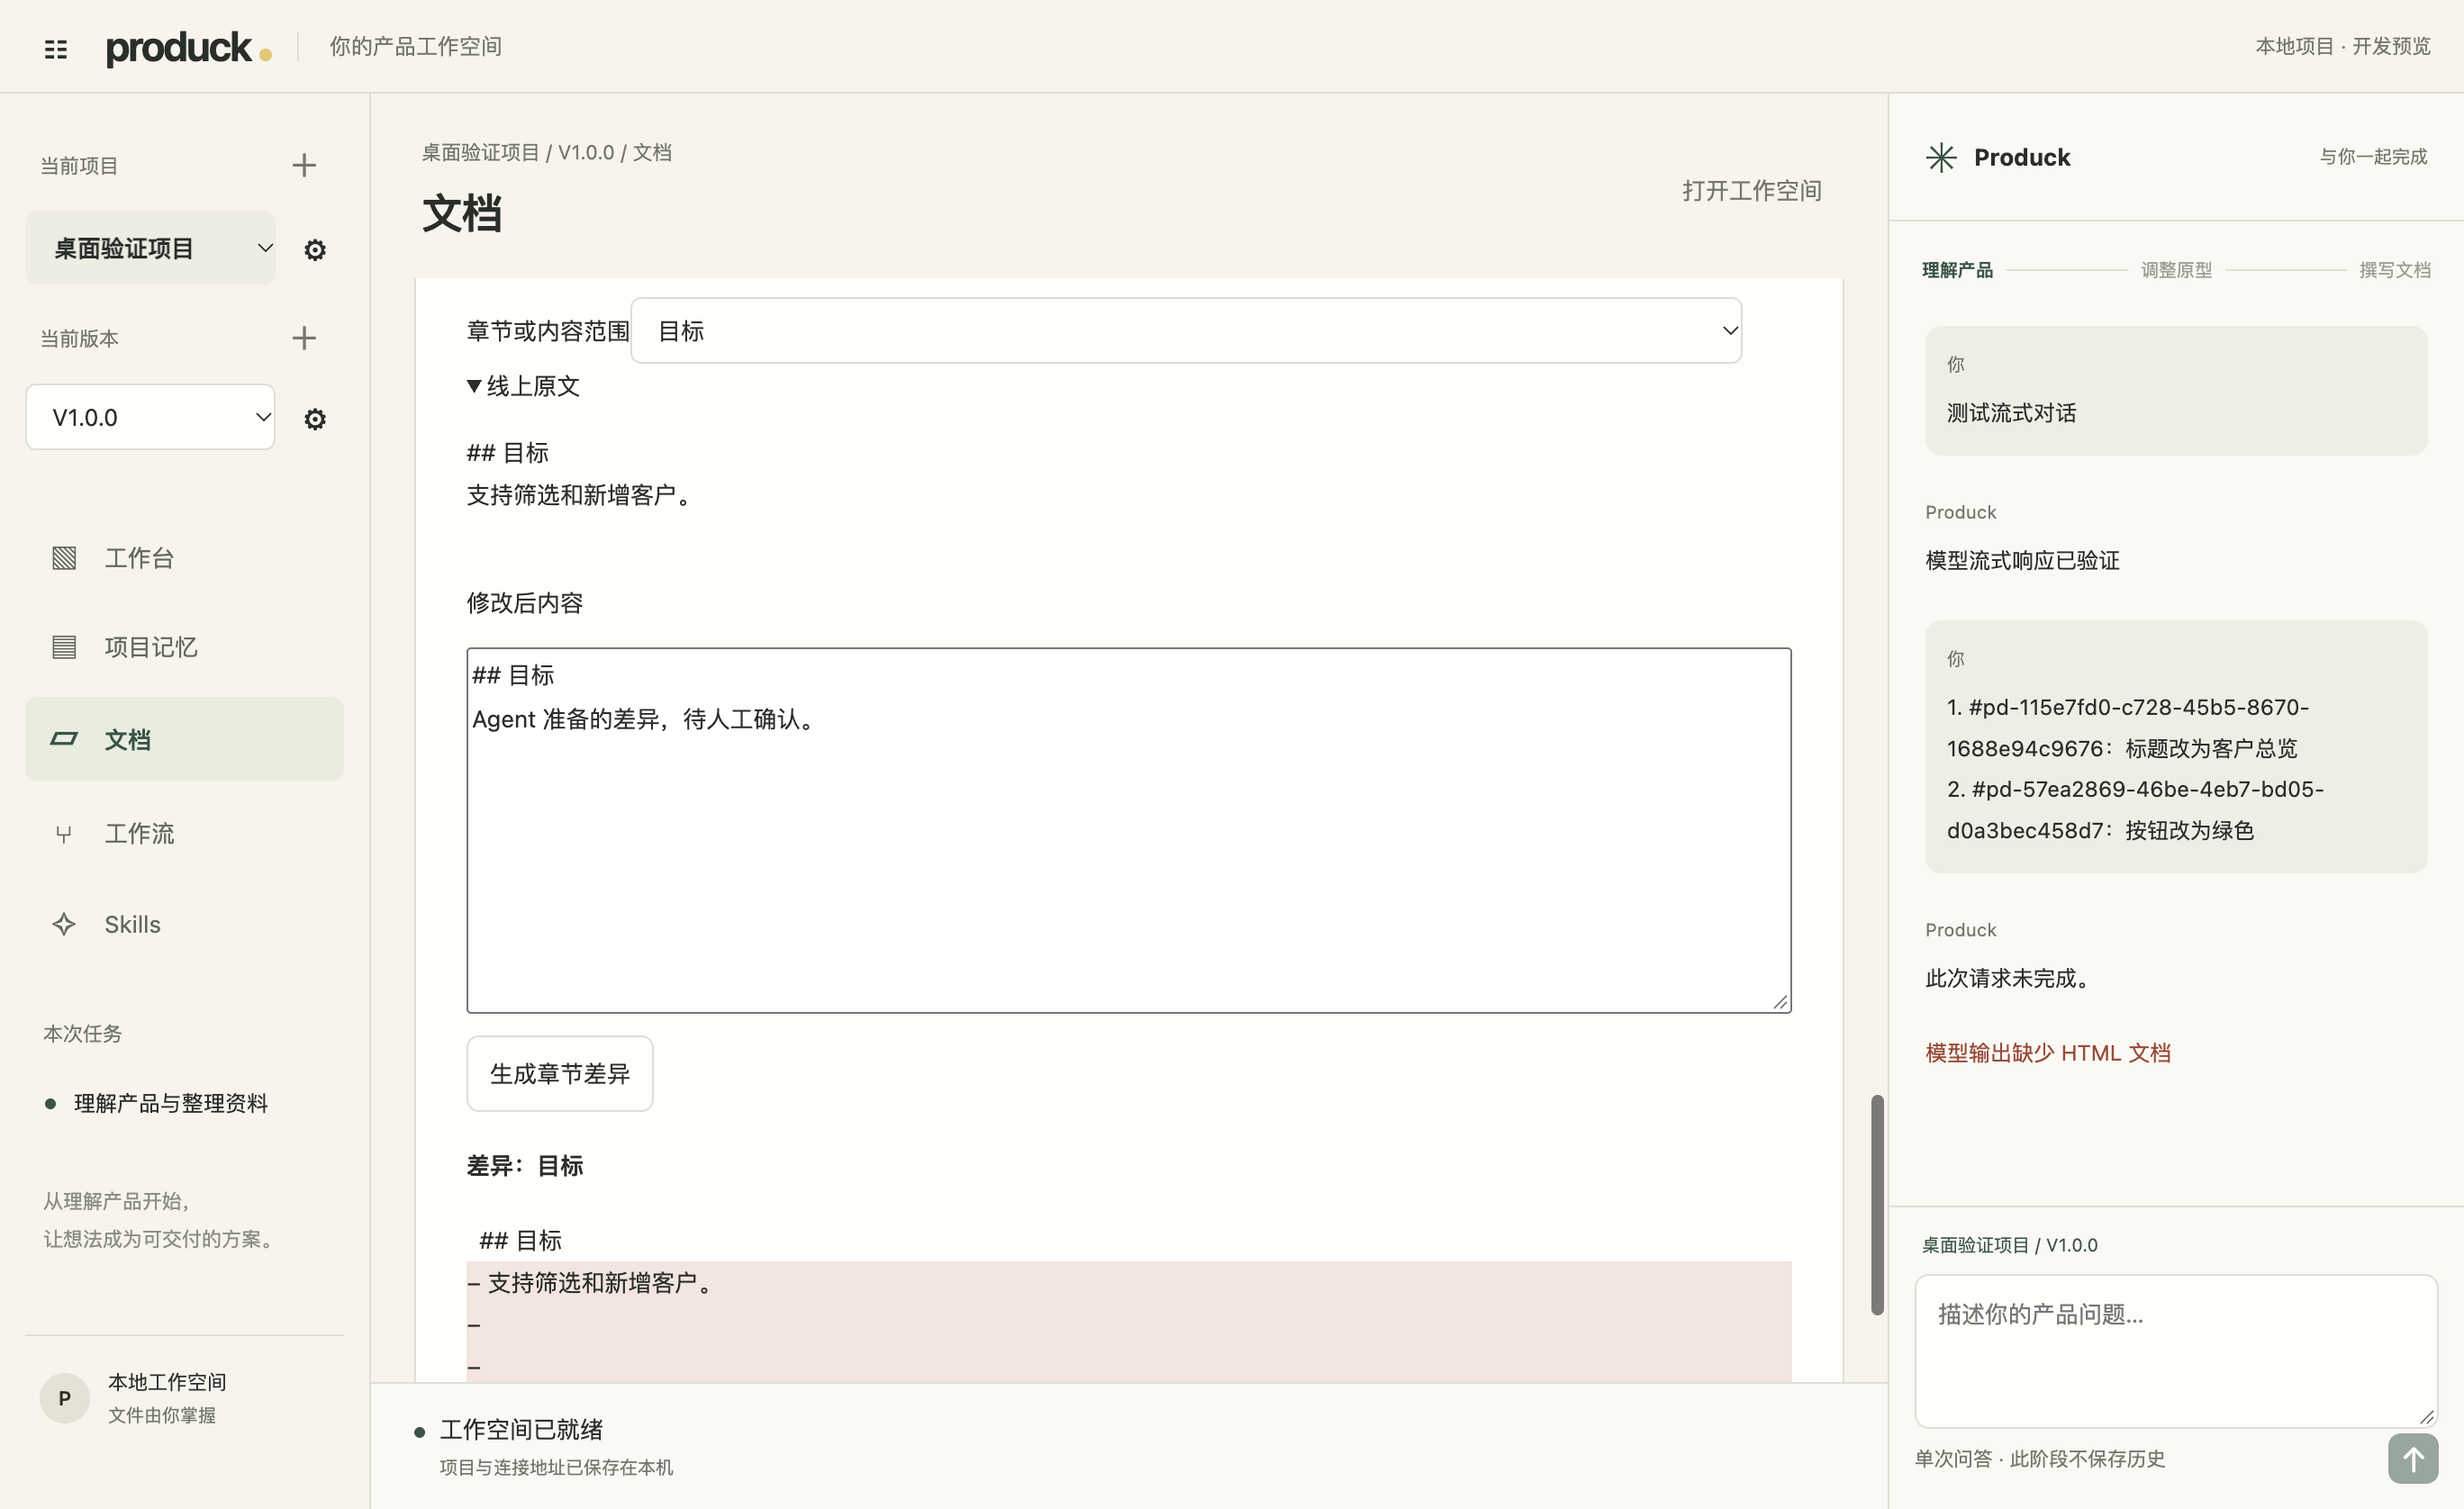 produck
你的产品工作空间
本地项目 · 开发预览
当前项目
桌面验证项目
当前版本
V1.0.0
工作台
项目记忆
文档
工作流
Skills
本次任务
理解产品与整理资料
从理解产品开始，
让想法成为可交付的方案。
P
本地工作空间
文件由你掌握
桌面验证项目 / V1.0.0 / 文档
文档
打开工作空间
章节或内容范围
目标
线上原文
## 目标
支持筛选和新增客户。
修改后内容
## 目标
Agent 准备的差异，待人工确认。
生成章节差异
差异：目标
## 目标
− 支持筛选和新增客户。
−
−
工作空间已就绪
项目与连接地址已保存在本机
Produck
与你一起完成
理解产品
调整原型
撰写文档
你
测试流式对话
Produck
模型流式响应已验证
你
1. #pd-115e7fd0-c728-45b5-8670-
1688e94c9676：标题改为客户总览
2. #pd-57ea2869-46be-4eb7-bd05-
d0a3bec458d7：按钮改为绿色
Produck
此次请求未完成。
模型输出缺少 HTML 文档
桌面验证项目 / V1.0.0
描述你的产品问题...
单次问答 · 此阶段不保存历史